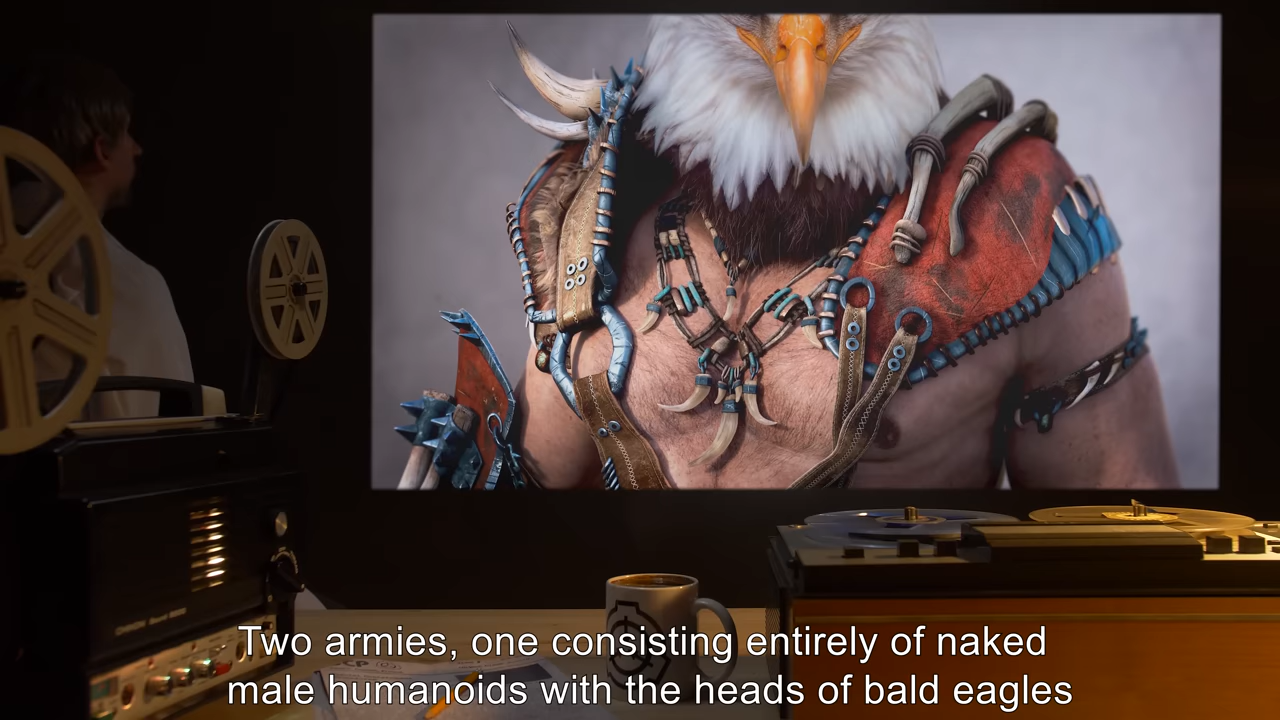 Two armies, one consisting entirely of naked
male humanoids with the heads of bald eagles